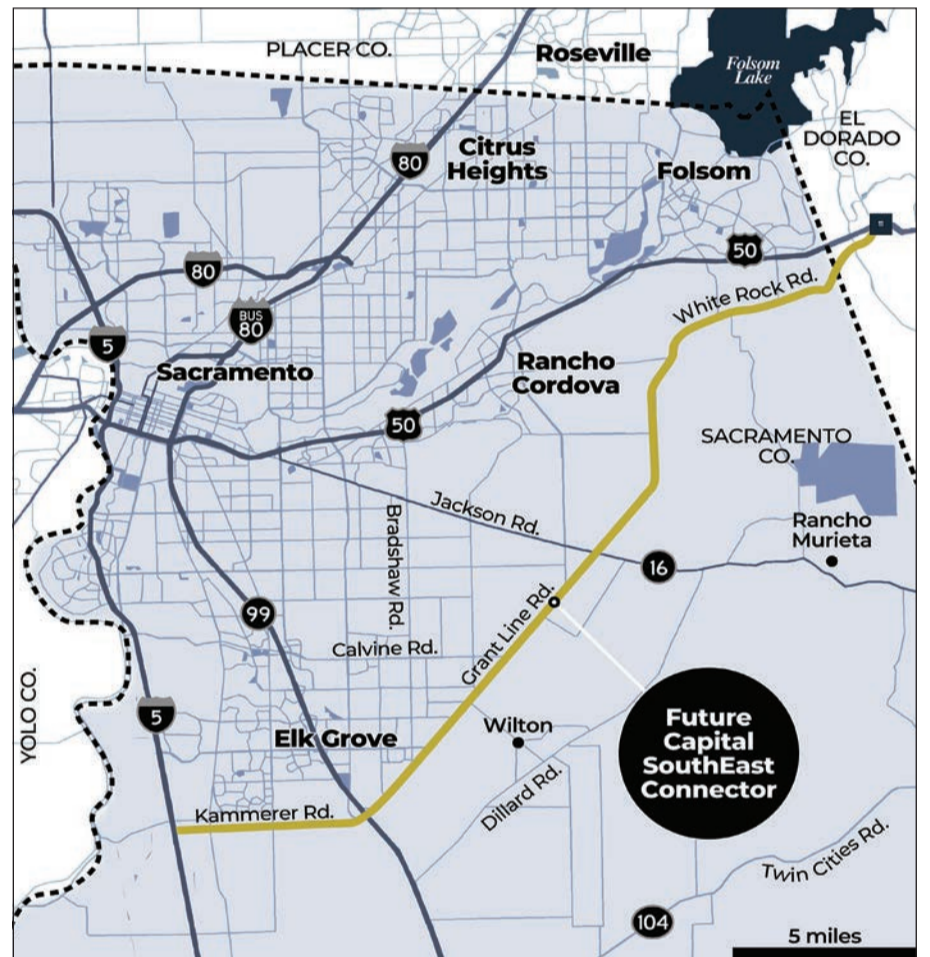 PLACER CO.
Roseville
Folsom
Lake
EL
DORADO
CO.
80
Citrus
Heights
Folsom
50
80
White Rock Rd.
BUS
80
5
Sacramento
Rancho
Cordova
50
SACRAMENTO
CO.
Jackson Rd.
Bradshaw Rd.
Rancho
Murieta
16
99
Grant Line Rd.
Calvine Rd.
YOLO CO.
5
Elk Grove
Wilton
Future
Capital
SouthEast
Connector
Kammerer Rd.
Dillard Rd.
Twin Cities Rd.
104
5 miles